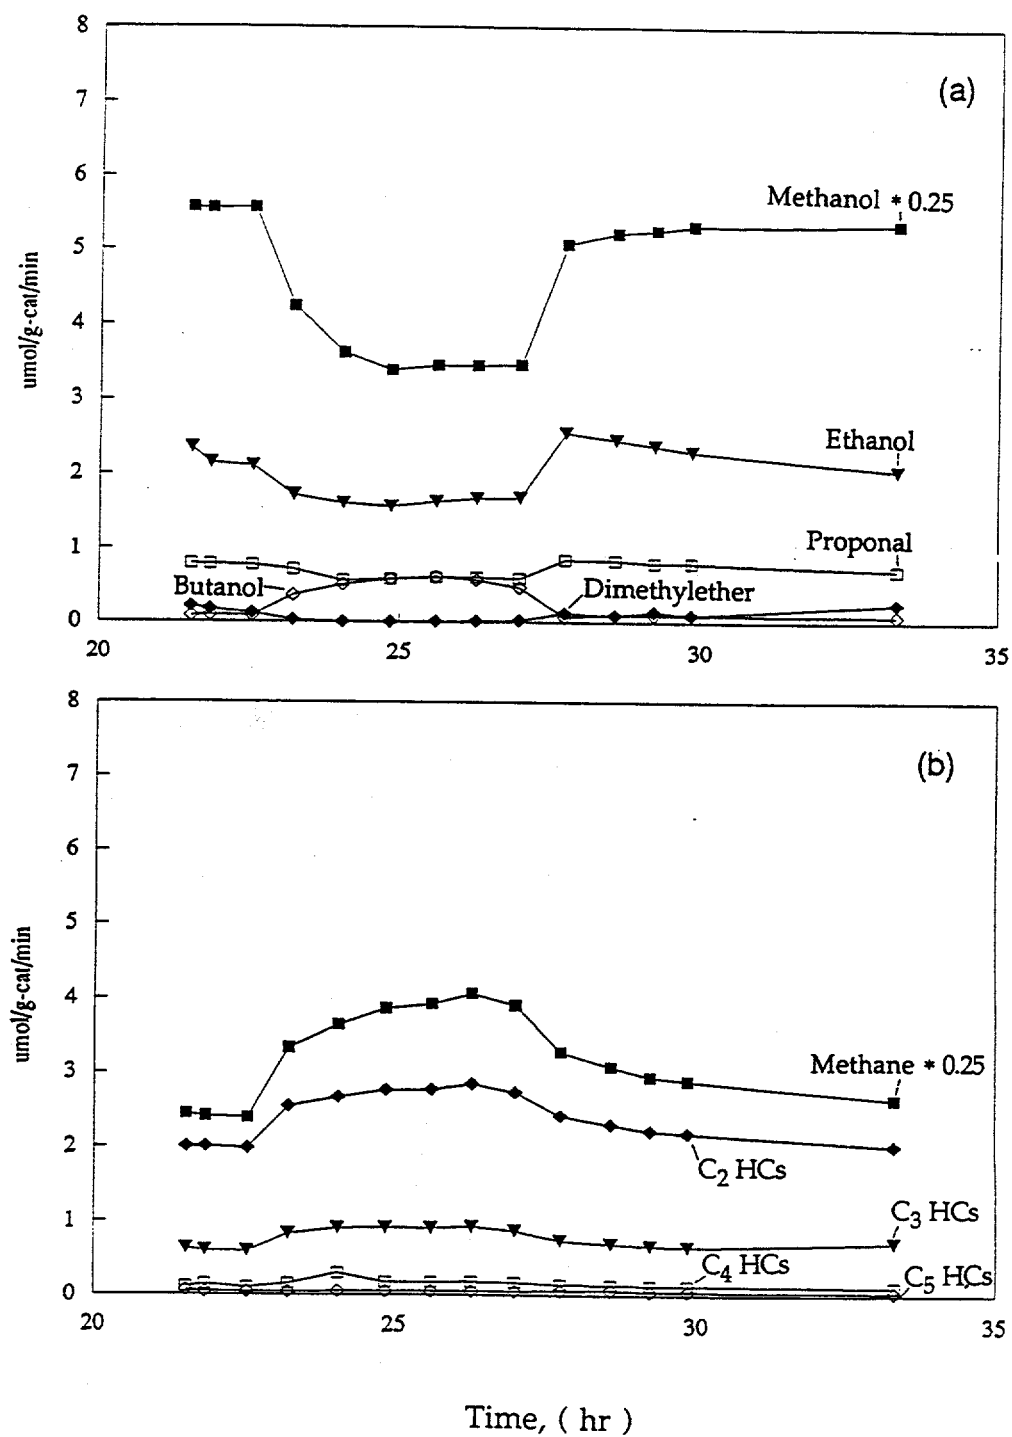 8
(a)
7
6
Methanol * 0.25
5
umol/g-cat/min
4
3
Ethanol
2
1
Proponal
Butanol
Dimethylether
0
20
25
30
35
8
(b)
7
6
5
umol/g-cat/min
4
3
Methane * 0.25
2
C2 HCs
1
C3 HCs
C4 HCs
C5 HCs
0
20
25
30
35
Time, ( hr )